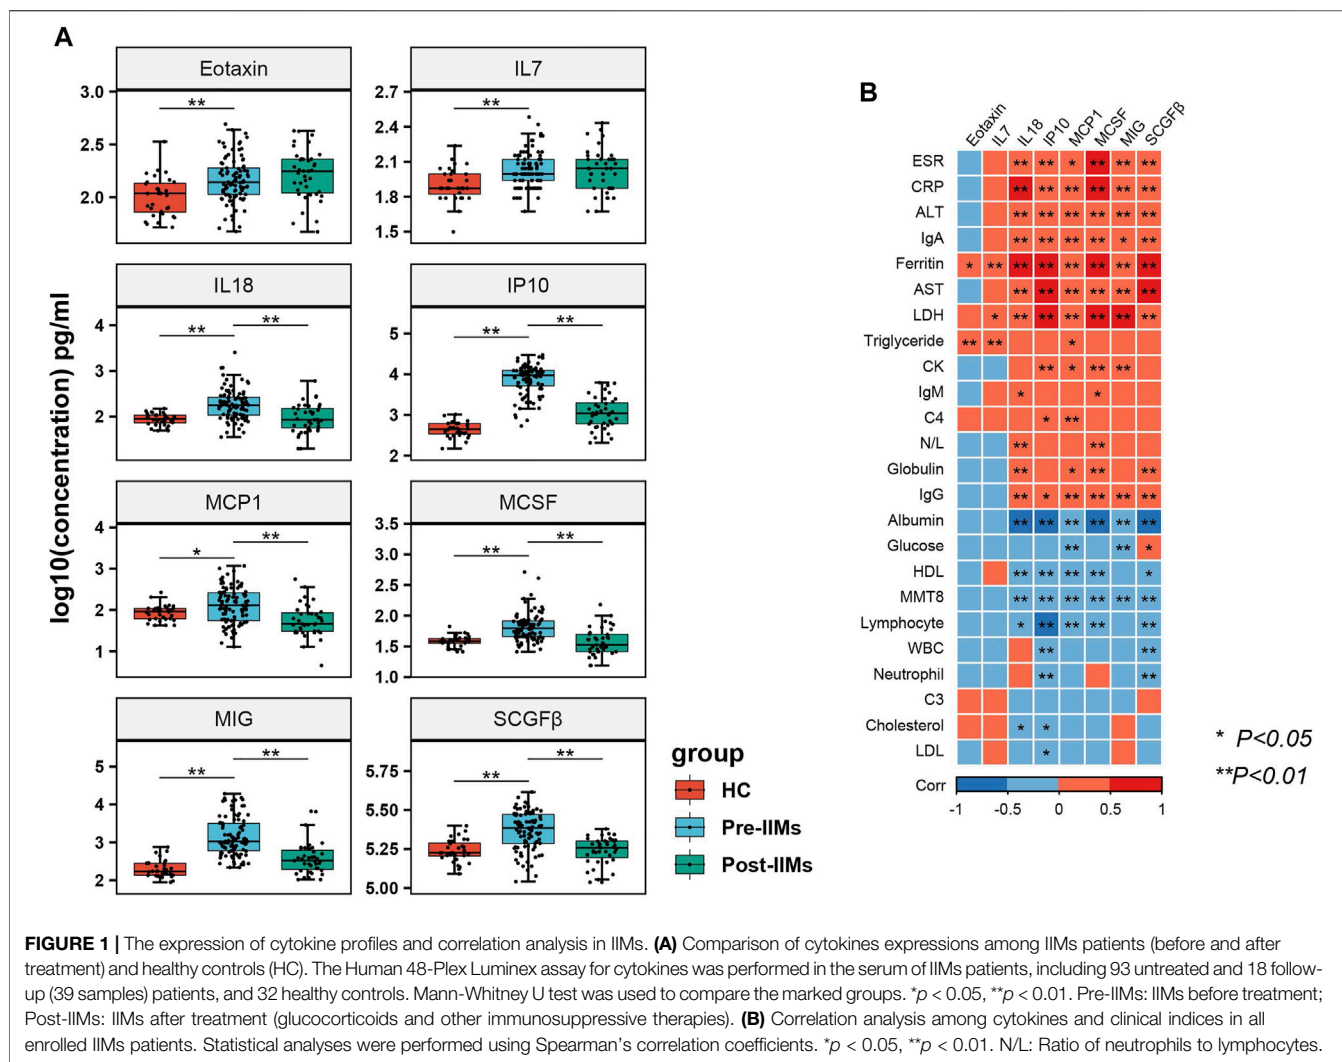 A
Eotaxin
IL7
**
**
3.0
2.5
2.0
2.7
2.4
2.1
1.8
1.5
IL18
IP10
**
**
**
**
4
3
2
5
4
3
2
log10(concentration) pg/ml
MCP1
MCSF
*
**
**
**
4
3
2
1
3.5
3.0
2.5
2.0
1.5
1.0
MIG
SCGFβ
**
**
**
**
5
4
3
2
5.75
5.50
5.25
5.00
group
HC
Pre-IIMs
Post-IIMs
B
Eotaxin IL7 IL18 IP10 MCP1 MCSF MIG SCGFβ
ESR ** ** * ** ** **
CRP ** ** ** ** ** **
ALT ** ** ** ** ** **
IgA ** ** ** ** * **
Ferritin * ** ** ** ** ** ** **
AST ** ** ** ** ** **
LDH * ** ** ** ** ** **
Triglyceride ** ** *
CK ** * ** **
IgM * *
C4 * **
N/L ** **
Globulin ** * ** **
IgG ** * ** ** ** **
Albumin ** ** ** ** ** **
Glucose ** ** *
HDL ** ** ** ** *
MMT8 ** ** ** ** ** **
Lymphocyte * ** ** ** **
WBC ** **
Neutrophil ** **
C3
Cholesterol * *
LDL *
Corr
-1 -0.5 0 0.5 1
* P<0.05
**P<0.01
FIGURE 1 | The expression of cytokine profiles and correlation analysis in IIMs. (A) Comparison of cytokines expressions among IIMs patients (before and after
treatment) and healthy controls (HC). The Human 48-Plex Luminex assay for cytokines was performed in the serum of IIMs patients, including 93 untreated and 18 follow-
up (39 samples) patients, and 32 healthy controls. Mann-Whitney U test was used to compare the marked groups. *p < 0.05, **p < 0.01. Pre-IIMs: IIMs before treatment;
Post-IIMs: IIMs after treatment (glucocorticoids and other immunosuppressive therapies). (B) Correlation analysis among cytokines and clinical indices in all
enrolled IIMs patients. Statistical analyses were performed using Spearman's correlation coefficients. *p < 0.05, **p < 0.01. N/L: Ratio of neutrophils to lymphocytes.